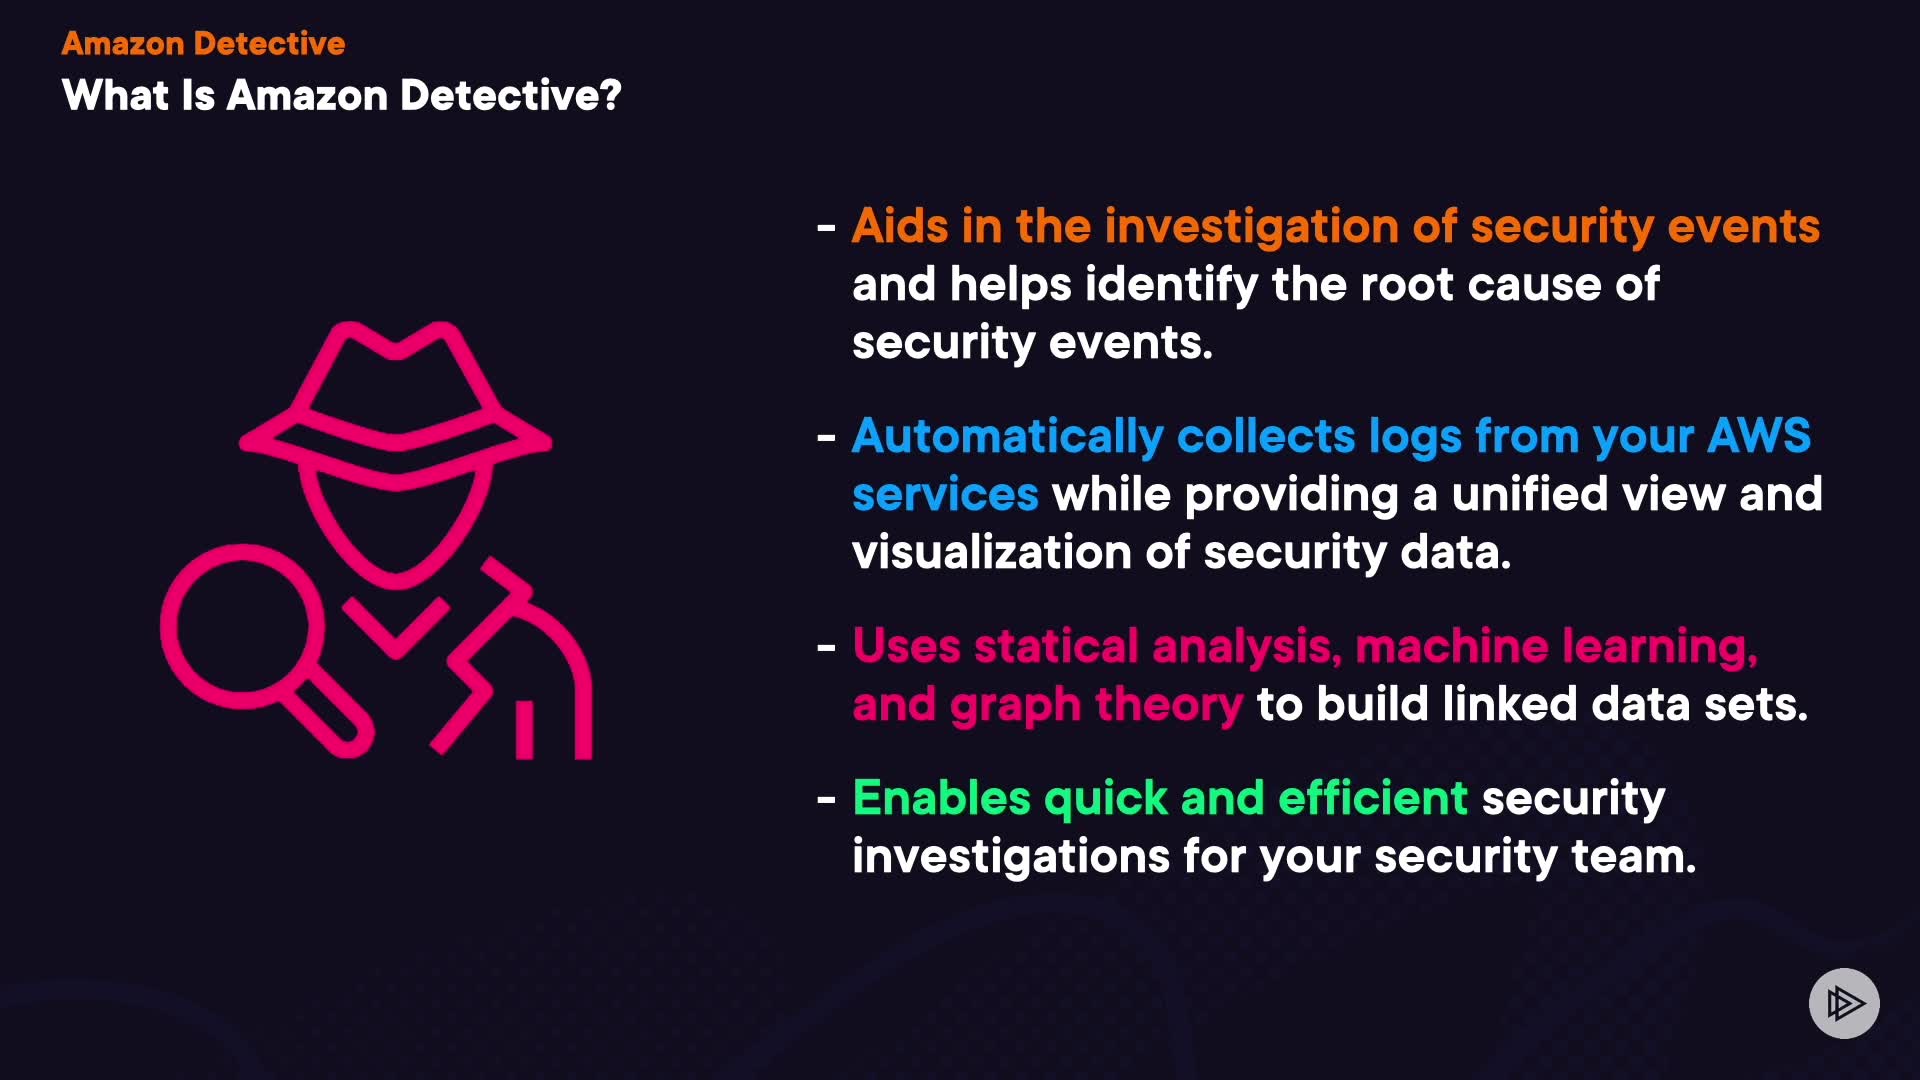 Amazon Detective
What Is Amazon Detective?
- Aids in the investigation of security events
and helps identify the root cause of
security events.
- Automatically collects logs from your AWS
services while providing a unified view and
visualization of security data.
- Uses statical analysis, machine learning,
and graph theory to build linked data sets.
- Enables quick and efficient security
investigations for your security team.